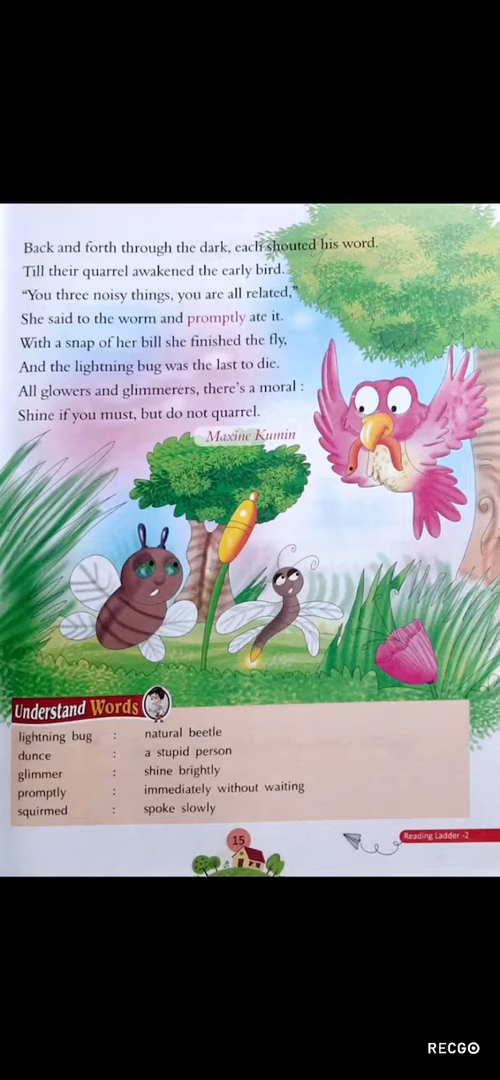 Back and forth through the dark, each shouted his word.
Till their quarrel awakened the early bird.
“You three noisy things, you are all related,”
She said to the worm and promptly ate it.
With a snap of her bill she finished the fly,
And the lightning bug was the last to die.
All glowers and glimmerers, there's a moral :
Shine if you must, but do not quarrel.
Maxine Kumin
Understand Words
lightning bug : natural beetle
dunce : a stupid person
glimmer : shine brightly
promptly : immediately without waiting
squirmed : spoke slowly
15
Reading Ladder -2
RECGO